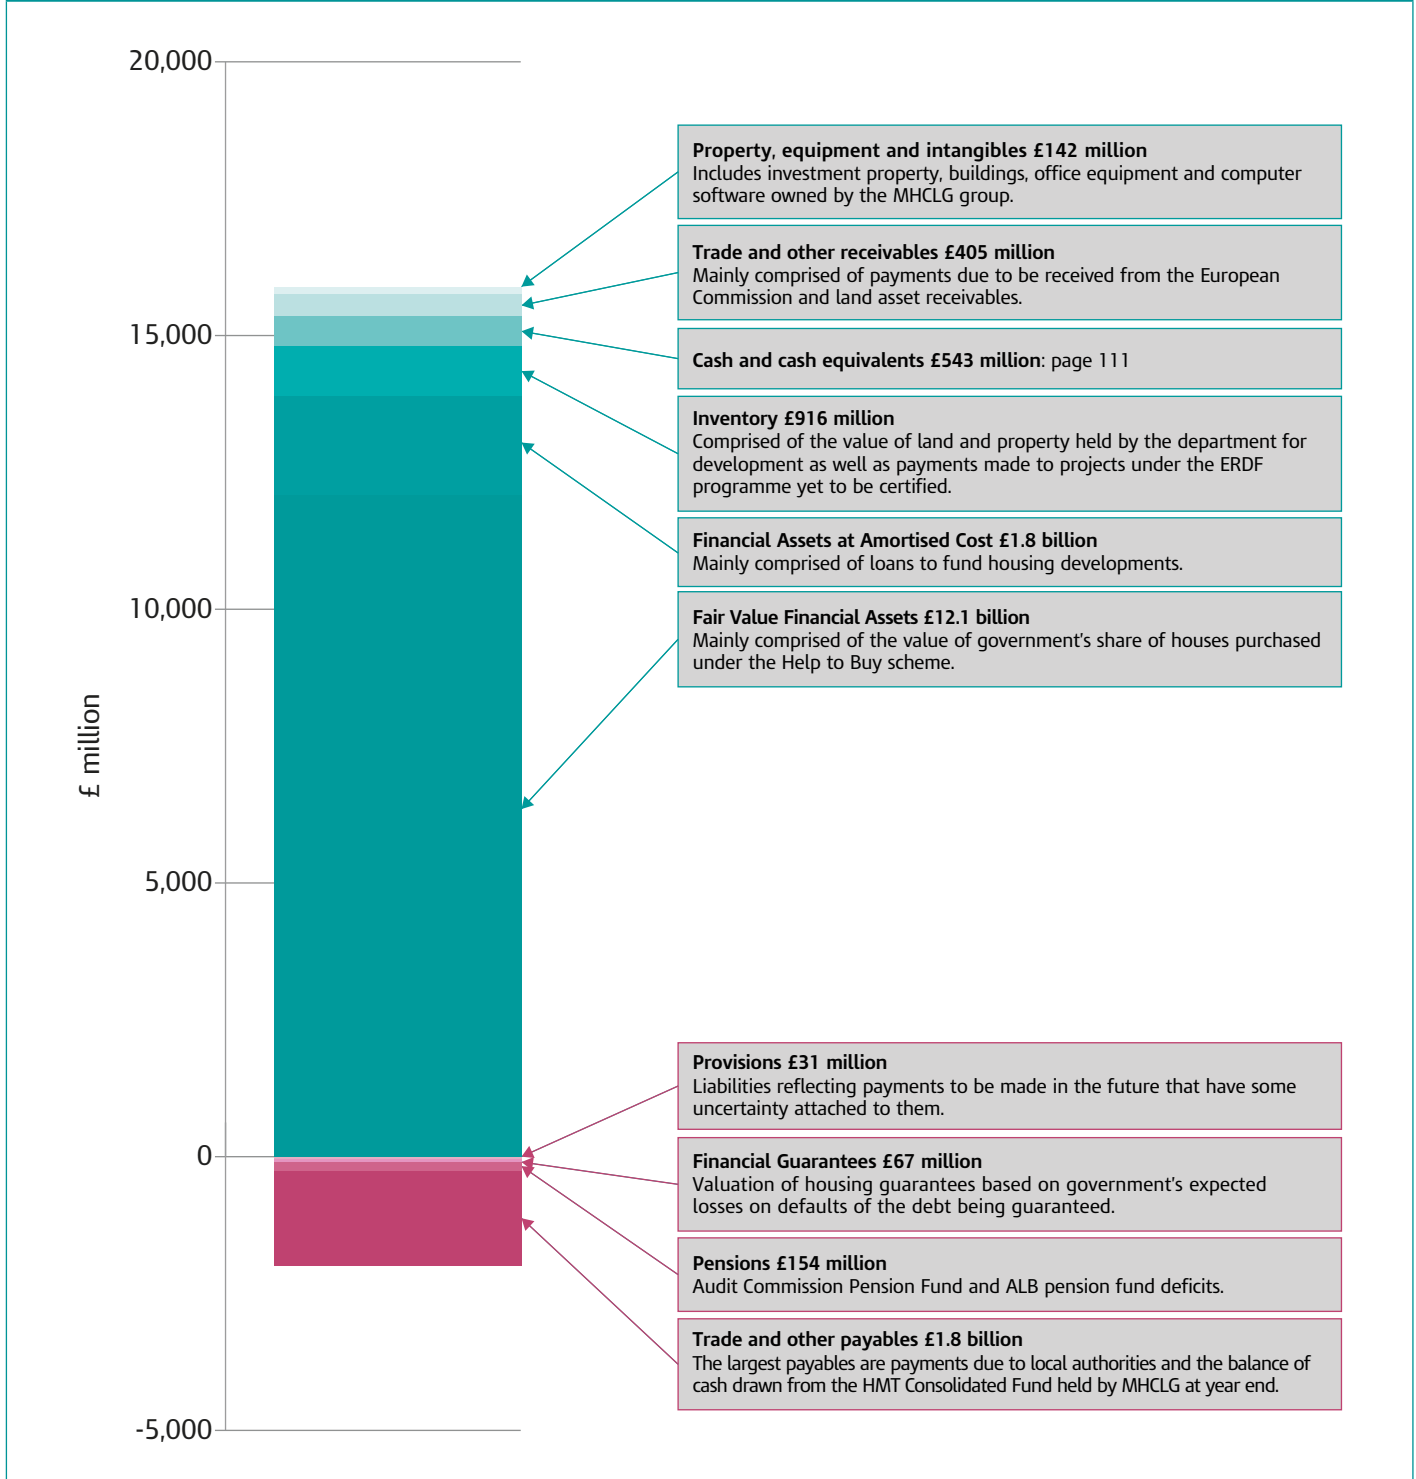 20,000
15,000
10,000
5,000
0
-5,000
£ million
Property, equipment and intangibles £142 million
Includes investment property, buildings, office equipment and computer
software owned by the MHCLG group.
Trade and other receivables £405 million
Mainly comprised of payments due to be received from the European
Commission and land asset receivables.
Cash and cash equivalents £543 million: page 111
Inventory £916 million
Comprised of the value of land and property held by the department for
development as well as payments made to projects under the ERDF
programme yet to be certified.
Financial Assets at Amortised Cost £1.8 billion
Mainly comprised of loans to fund housing developments.
Fair Value Financial Assets £12.1 billion
Mainly comprised of the value of government’s share of houses purchased
under the Help to Buy scheme.
Provisions £31 million
Liabilities reflecting payments to be made in the future that have some
uncertainty attached to them.
Financial Guarantees £67 million
Valuation of housing guarantees based on government’s expected
losses on defaults of the debt being guaranteed.
Pensions £154 million
Audit Commission Pension Fund and ALB pension fund deficits.
Trade and other payables £1.8 billion
The largest payables are payments due to local authorities and the balance of
cash drawn from the HMT Consolidated Fund held by MHCLG at year end.